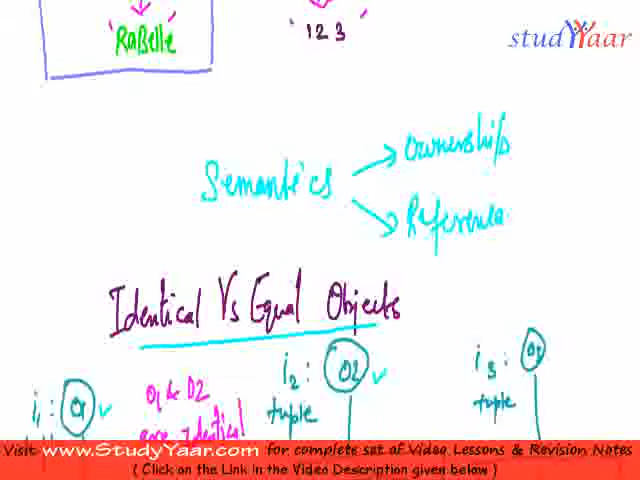 'RaBelle'
'123'
studYYaar
Semantics
Ownership
Reference
Identical Vs Equal Objects
i1: O1
O1 & O2
are identical
i2: O2
tuple
i3:
tuple
Visit www.StudyYaar.com for complete set of Video Lessons & Revision Notes
( Click on the Link in the Video Description given below )